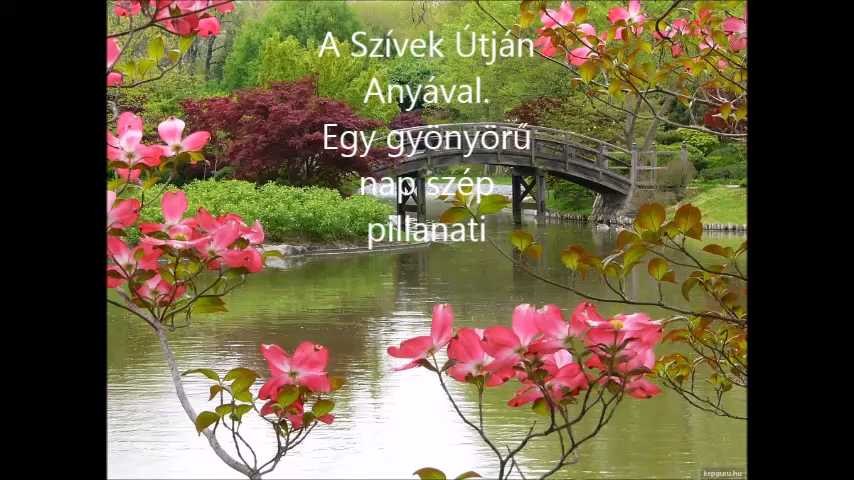 A Szívek Útján
Anyával.
Egy gyönyörű
nap szép
pillanati
kepguru.hu